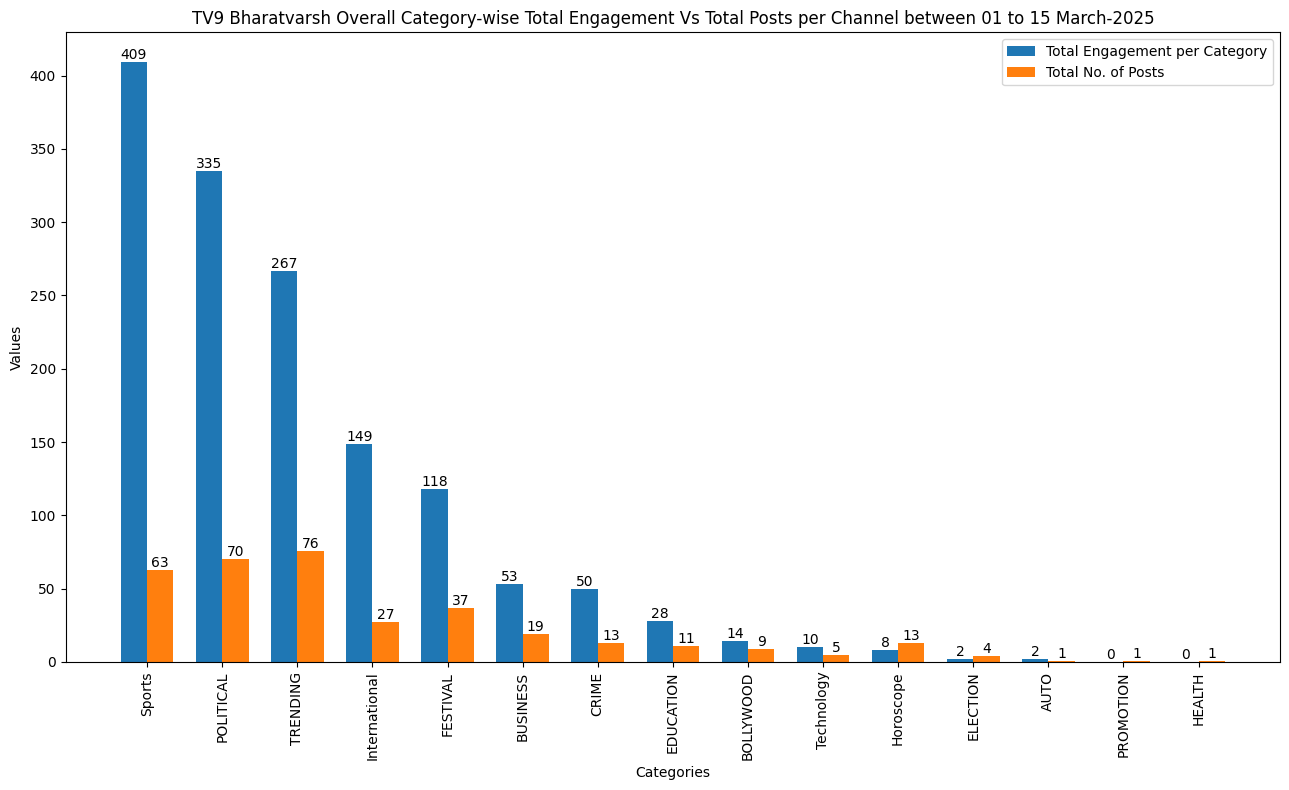 TV9 Bharatvarsh Overall Category-wise Total Engagement Vs Total Posts per Channel between 01 to 15 March-2025
Total Engagement per Category
Total No. of Posts
Values
400
350
300
250
200
150
100
50
0
409
63
335
70
267
76
149
27
118
37
53
19
50
13
28
11
14
9
10
5
8
13
2
4
2
1
0
1
0
1
Sports
POLITICAL
TRENDING
International
FESTIVAL
BUSINESS
CRIME
EDUCATION
BOLLYWOOD
Technology
Horoscope
ELECTION
AUTO
PROMOTION
HEALTH
Categories